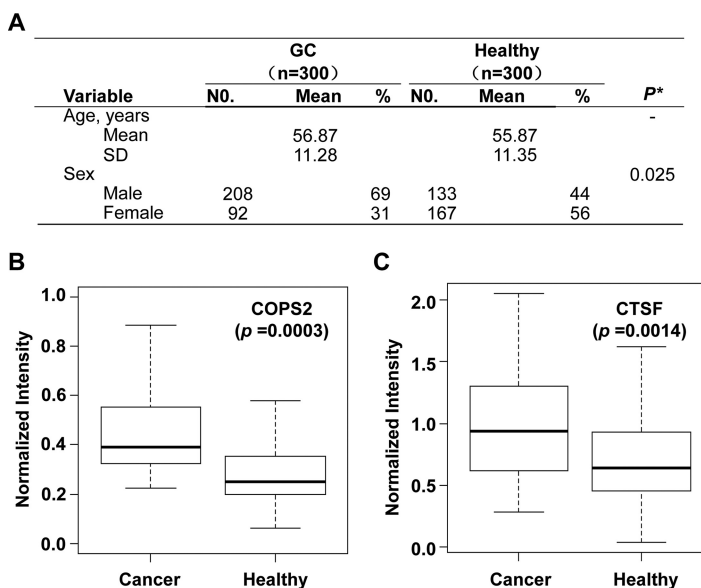 A
GC Healthy
(n=300) (n=300)
Variable N0. Mean % N0. Mean % P*
Age, years -
Mean 56.87 55.87
SD 11.28 11.35
Sex 0.025
Male 208 69 133 44
Female 92 31 167 56
B
COPS2
(p =0.0003)
Normalized Intensity
1.0
0.8
0.6
0.4
0.2
0.0
Cancer Healthy
C
CTSF
(p =0.0014)
Normalized Intensity
2.0
1.5
1.0
0.5
0.0
Cancer Healthy